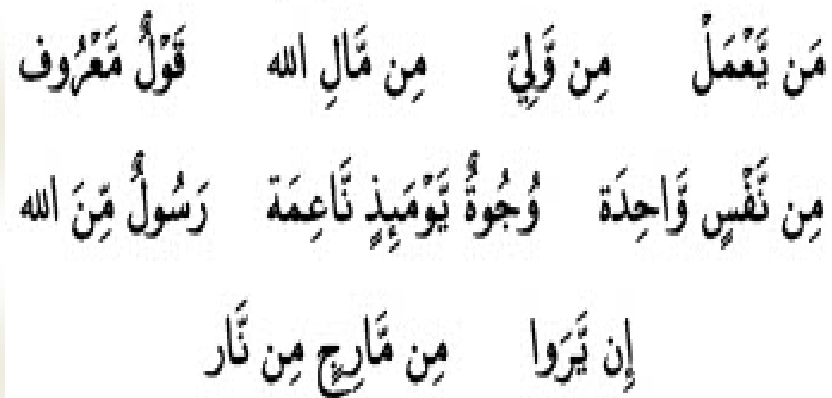 مَن يَّعْمَلْ مِن وَّلِيّ مِن مَّالِ الله قَوْلٌ مَّعْرُوف
مِن نَّفْسٍ وَّاحِدَة وُجُوهٌ يَّوْمَئِذٍ نَّاعِمَة رَسُولٌ مِّنَ الله
إِن يَّرَوا مِن مَّارِجٍ مِن نَّار